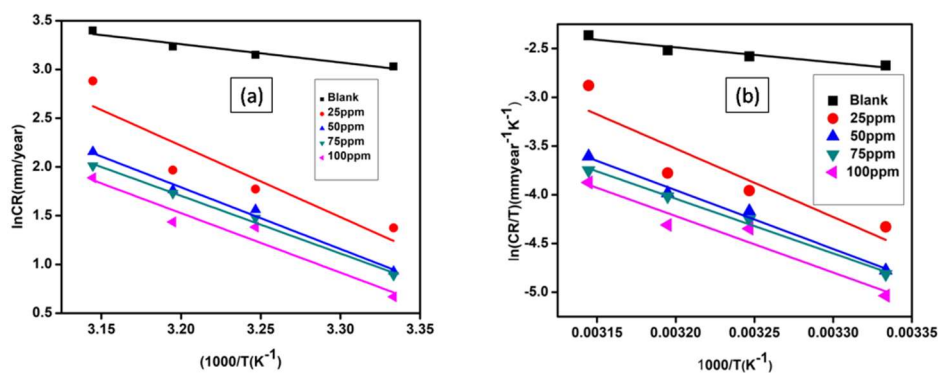 3.5
3.0
2.5
2.0
1.5
1.0
0.5
lnCR(mm/year)
(a)
Blank
25ppm
50ppm
75ppm
100ppm
3.15
3.20
3.25
3.30
3.35
(1000/T(K⁻¹)
-2.5
-3.0
-3.5
-4.0
-4.5
-5.0
ln(CR/T)(mmyear⁻¹K⁻¹)
(b)
Blank
25ppm
50ppm
75ppm
100ppm
0.00315
0.00320
0.00325
0.00330
0.00335
1000/T(K⁻¹)